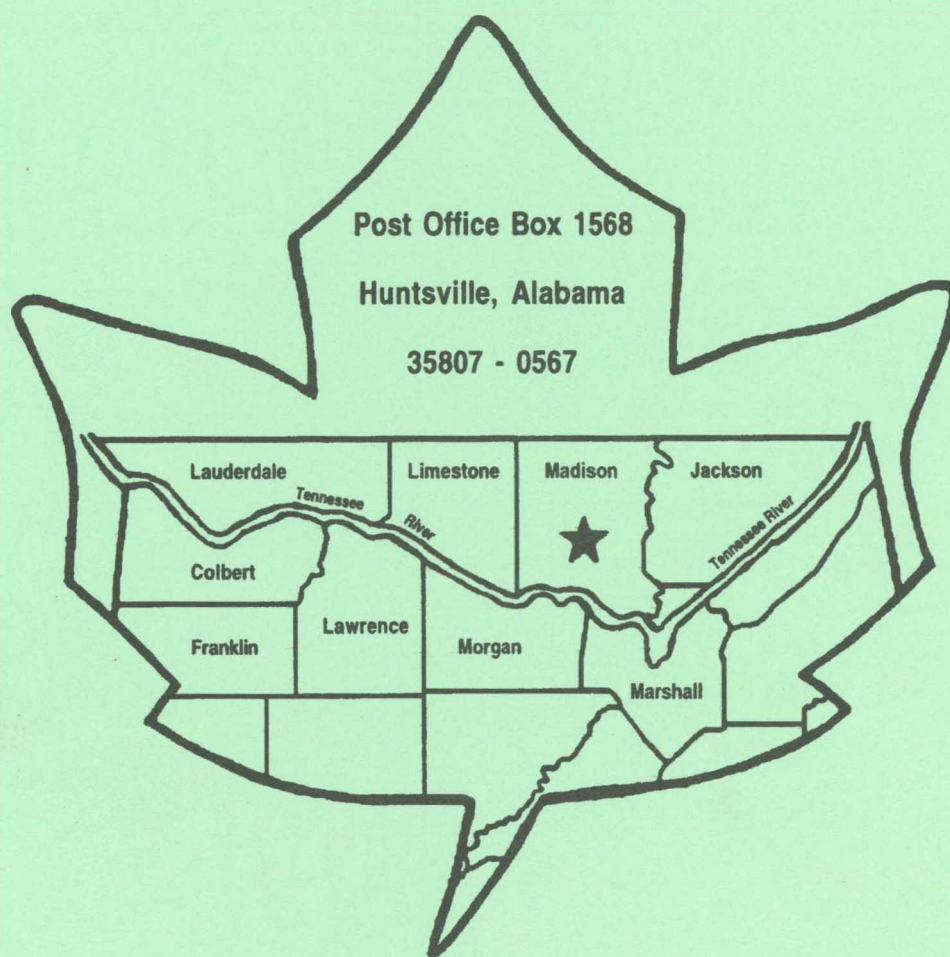 Post Office Box 1568
Huntsville, Alabama
35807 - 0567
Lauderdale
Limestone
Madison
Jackson
Tennessee
River
Tennessee River
Colbert
Lawrence
Franklin
Morgan
Marshall